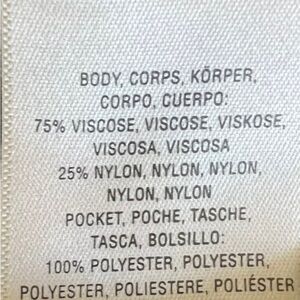 BODY, CORPS, KÖRPER,
CORPO, CUERPO:
75% VISCOSE, VISCOSE, VISKOSE,
VISCOSA, VISCOSA
25% NYLON, NYLON, NYLON,
NYLON, NYLON
POCKET, POCHE, TASCHE,
TASCA, BOLSILLO:
100% POLYESTER, POLYESTER,
POLYESTER, POLIESTERE, POLIÉSTER